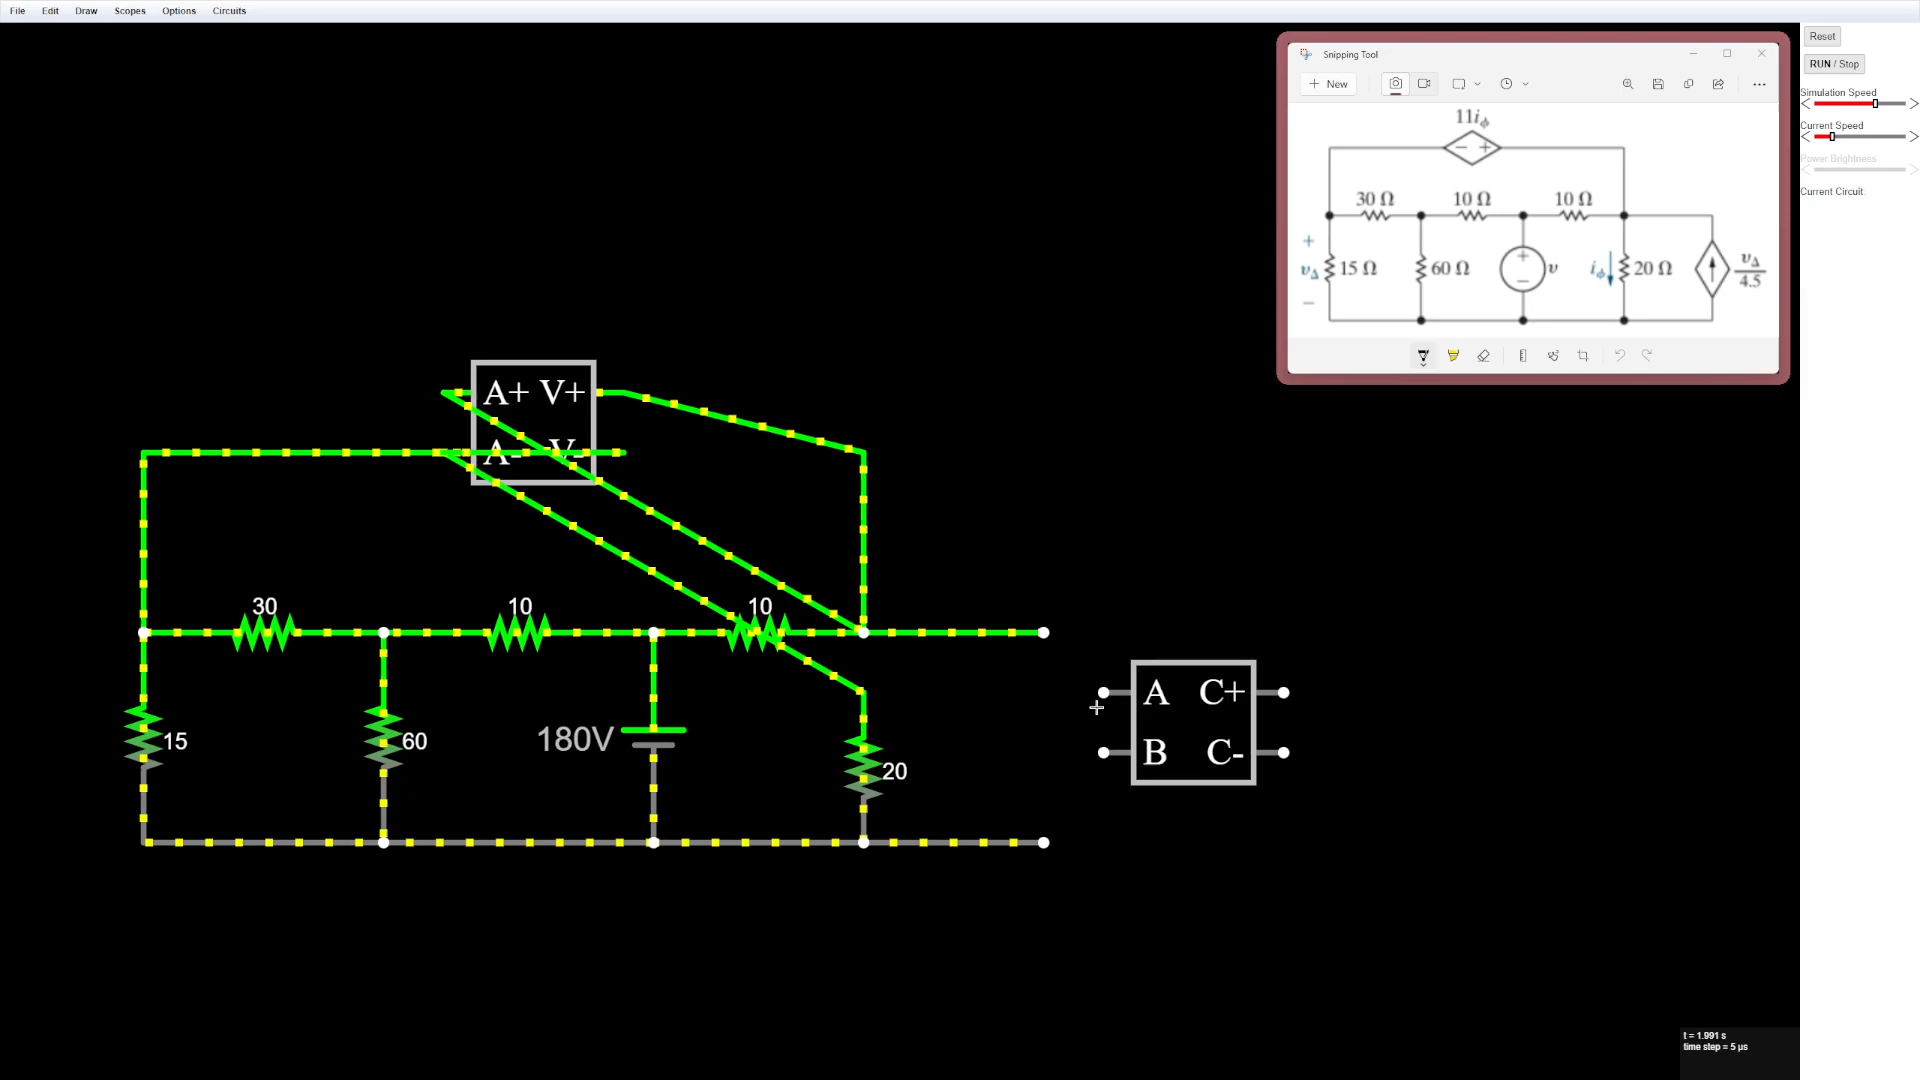 File Edit Draw Scopes Options Circuits
Reset
RUN / Stop
Simulation Speed
Current Speed
Power Brightness
Current Circuit:
Snipping Tool
New
11iϕ
30 Ω 10 Ω 10 Ω
+
vΔ 15 Ω 60 Ω + − v iϕ 20 Ω vΔ/4.5
−
A+ V+
A- V-
30 10 10
A C+
15 60 180V 20
B C-
t = 1.991 s
time step = 5 µs